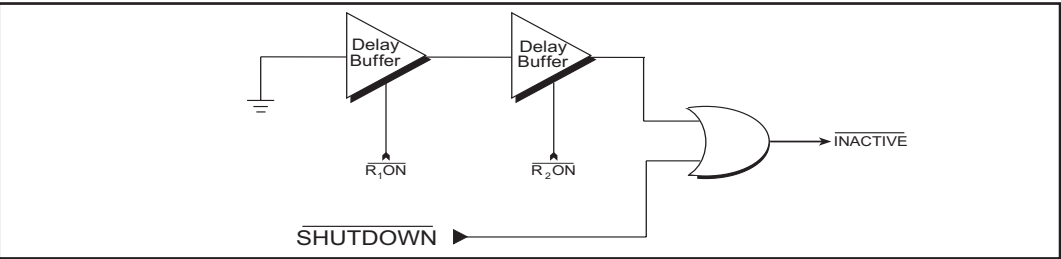 Delay
Buffer
Delay
Buffer
R₁ON
R₂ON
INACTIVE
SHUTDOWN